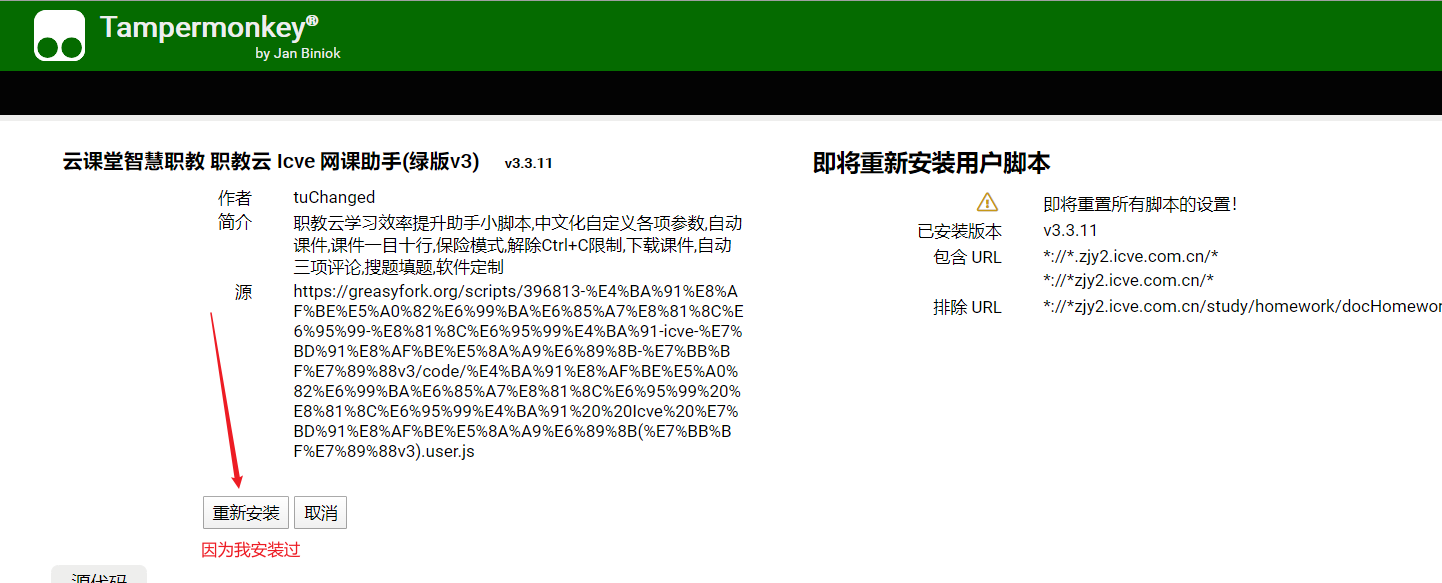 Tampermonkey®
by Jan Biniok
云课堂智慧职教 职教云 Icve 网课助手(绿版v3) v3.3.11
作者 tuChanged
简介 职教云学习效率提升助手小脚本,中文化自定义各项参数,自动
课件,课件一目十行,保险模式,解除Ctrl+C限制,下载课件,自动
三项评论,搜题填题,软件定制
源 https://greasyfork.org/scripts/396813-%E4%BA%91%E8%A
F%BE%E5%A0%82%E6%99%BA%E6%85%A7%E8%81%8C%E
6%95%99-%E8%81%8C%E6%95%99%E4%BA%91-icve-%E7%
BD%91%E8%AF%BE%E5%8A%A9%E6%89%8B-%E7%BB%B
F%E7%89%88v3/code/%E4%BA%91%E8%AF%BE%E5%A0%
82%E6%99%BA%E6%85%A7%E8%81%8C%E6%95%99%20%
E8%81%8C%E6%95%99%E4%BA%91%20%20Icve%20%E7%
BD%91%E8%AF%BE%E5%8A%A9%E6%89%8B(%E7%BB%B
F%E7%89%88v3).user.js
重新安装 取消
因为我安装过
源代码
即将重新安装用户脚本
即将重置所有脚本的设置!
已安装版本 v3.3.11
包含 URL *://*.zjy2.icve.com.cn/*
*://*zjy2.icve.com.cn/*
排除 URL *://*zjy2.icve.com.cn/study/homework/docHomewor